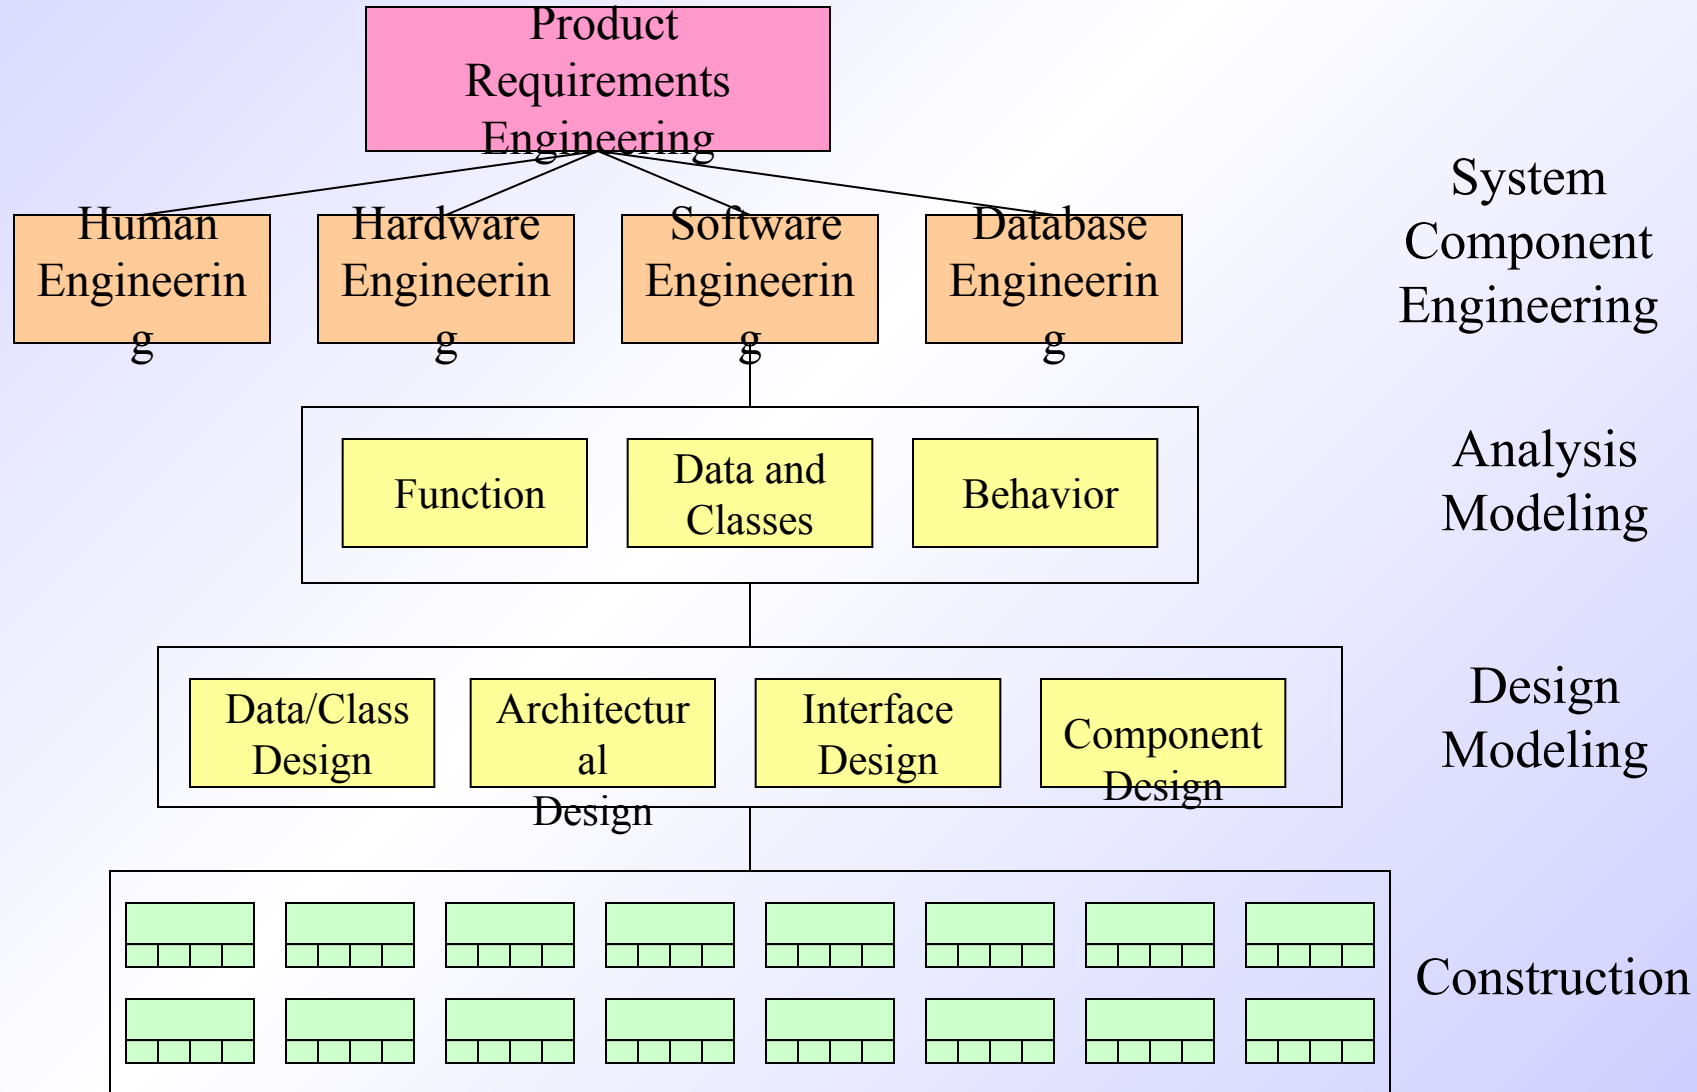 Product
Requirements
Engineering
Human
Engineerin
g
Hardware
Engineerin
g
Software
Engineerin
g
Database
Engineerin
g
System
Component
Engineering
Function
Data and
Classes
Behavior
Analysis
Modeling
Data/Class
Design
Architectur
al
Design
Interface
Design
Component
Design
Design
Modeling
Construction